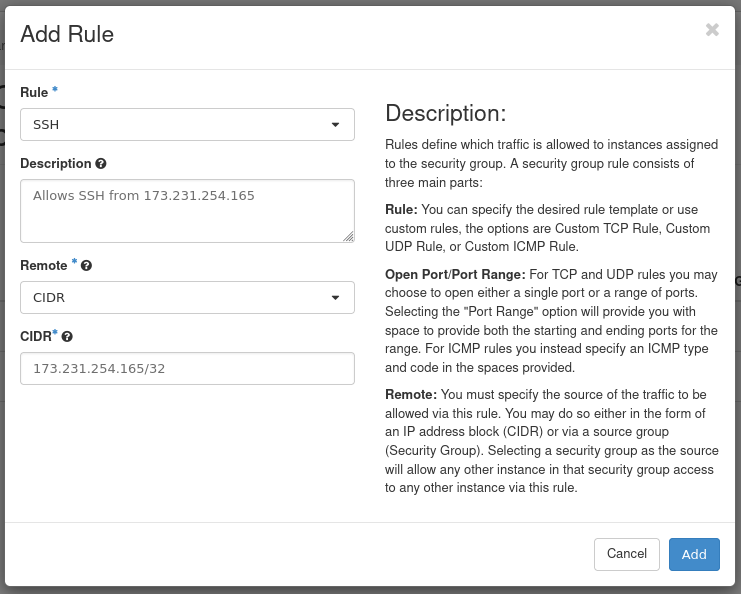 Add Rule
Rule *
SSH
Description
Allows SSH from 173.231.254.165
Remote *
CIDR
CIDR*
173.231.254.165/32
Description:
Rules define which traffic is allowed to instances assigned
to the security group. A security group rule consists of
three main parts:
Rule: You can specify the desired rule template or use
custom rules, the options are Custom TCP Rule, Custom
UDP Rule, or Custom ICMP Rule.
Open Port/Port Range: For TCP and UDP rules you may
choose to open either a single port or a range of ports.
Selecting the "Port Range" option will provide you with
space to provide both the starting and ending ports for the
range. For ICMP rules you instead specify an ICMP type
and code in the spaces provided.
Remote: You must specify the source of the traffic to be
allowed via this rule. You may do so either in the form of
an IP address block (CIDR) or via a source group
(Security Group). Selecting a security group as the source
will allow any other instance in that security group access
to any other instance via this rule.
Cancel
Add